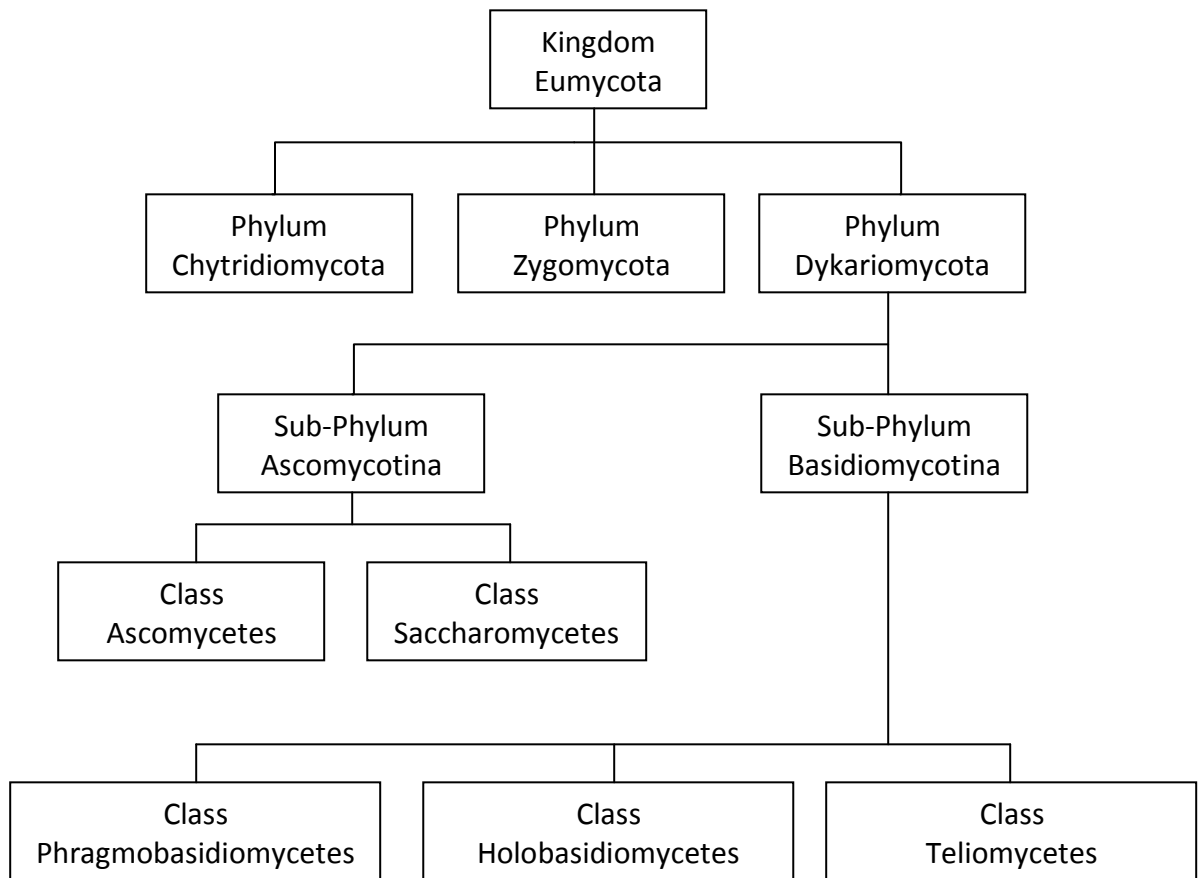 Kingdom
Eumycota
Phylum
Chytridiomycota
Phylum
Zygomycota
Phylum
Dykariomycota
Sub-Phylum
Ascomycotina
Sub-Phylum
Basidiomycotina
Class
Ascomycetes
Class
Saccharomycetes
Class
Phragmobasidiomycetes
Class
Holobasidiomycetes
Class
Teliomycetes